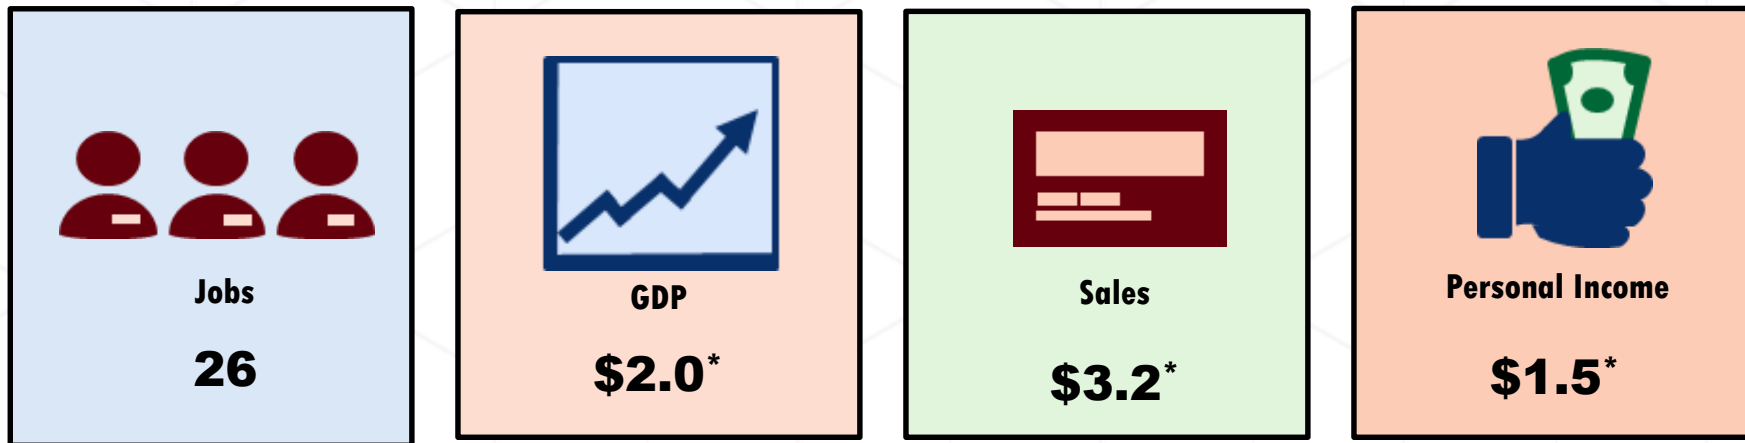 Jobs
26
GDP
$2.0*
Sales
$3.2*
Personal Income
$1.5*